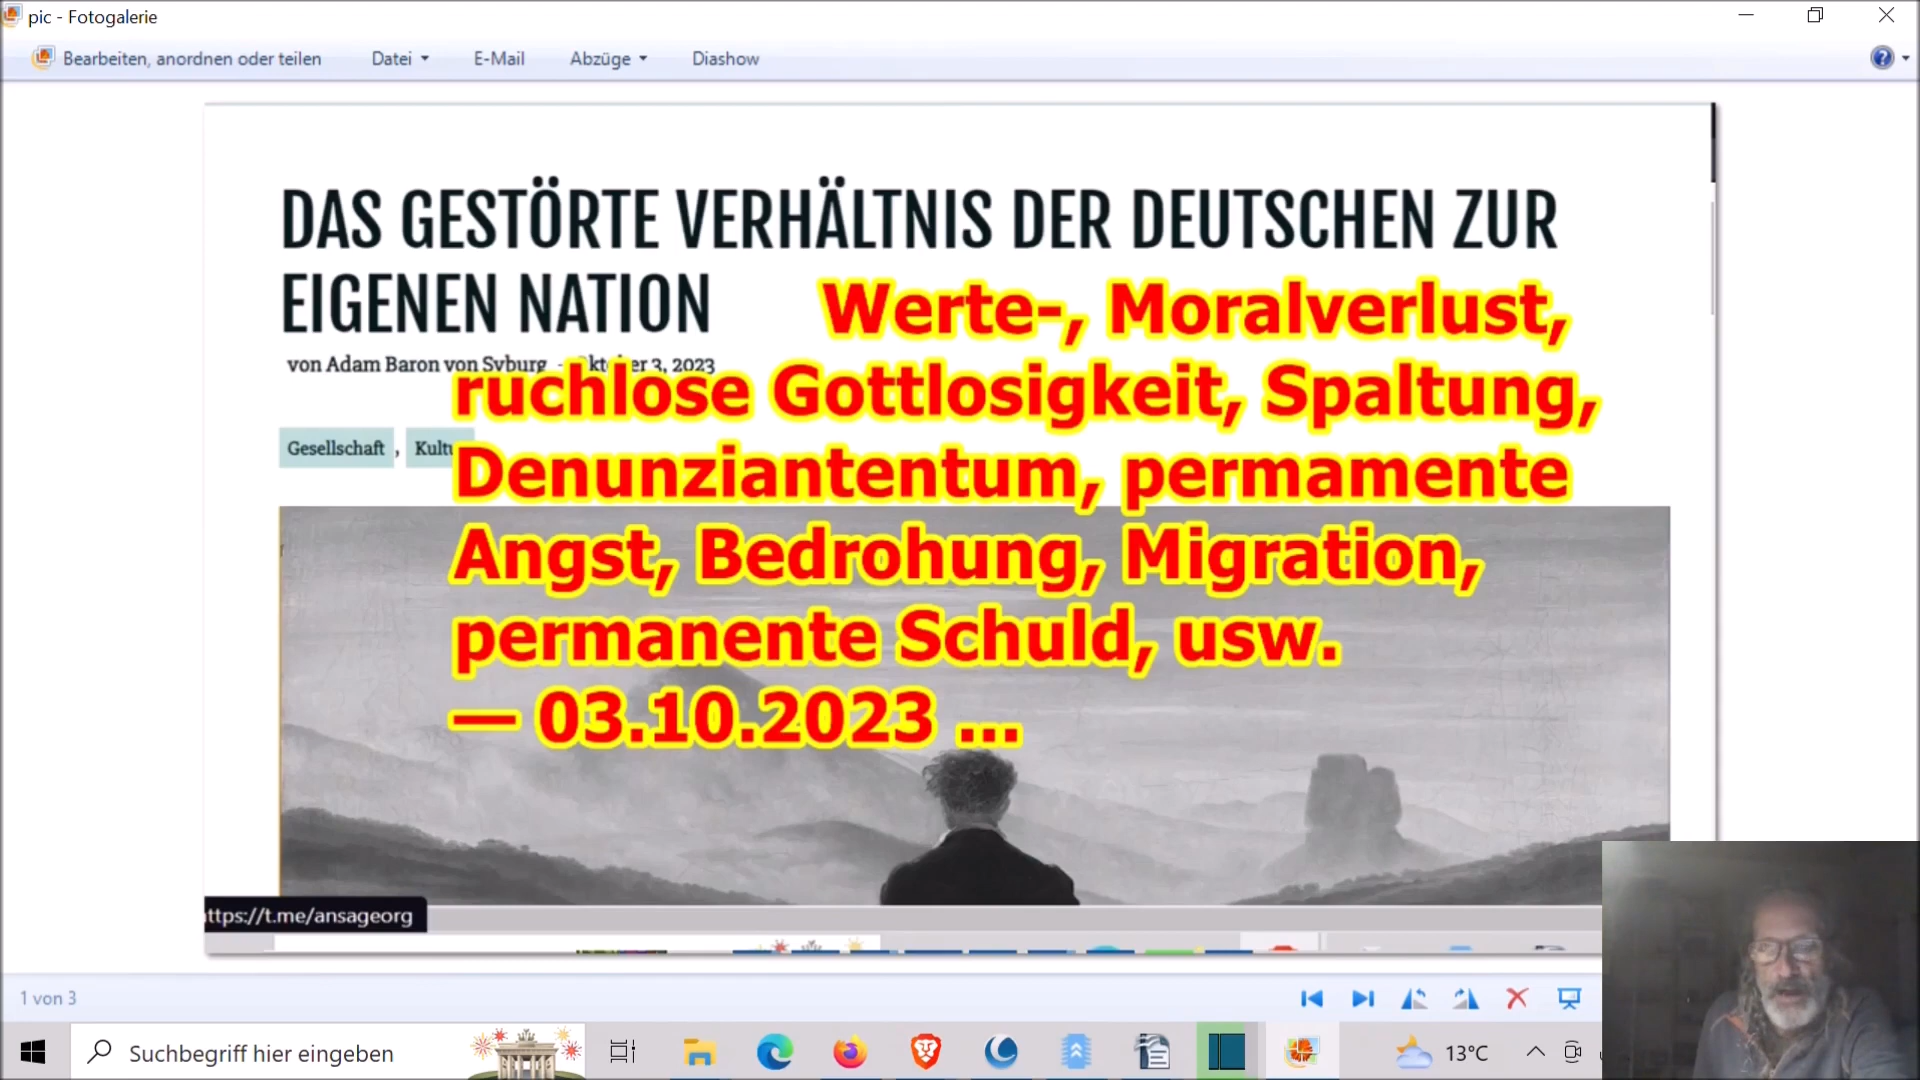 pic - Fotogalerie
Bearbeiten, anordnen oder teilen Datei E-Mail Abzüge Diashow
DAS GESTÖRTE VERHÄLTNIS DER DEUTSCHEN ZUR
EIGENEN NATION
von Adam Baron von Syburg 3, 2023
Gesellschaft ,
Werte-, Moralverlust,
ruchlose Gottlosigkeit, Spaltung,
Denunziantentum, permamente
Angst, Bedrohung, Migration,
permanente Schuld, usw.
— 03.10.2023 ...
ttps://t.me/ansageorg
1 von 3
Suchbegriff hier eingeben
13°C